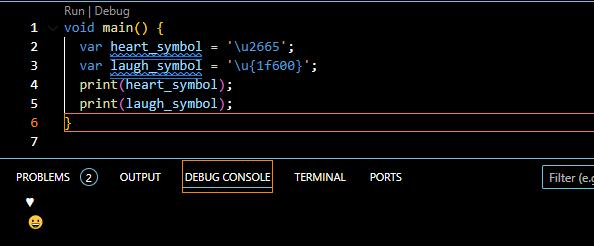 Run | Debug
1 void main() {
2 var heart_symbol = '\u2665';
3 var laugh_symbol = '\u{1f600}';
4 print(heart_symbol);
5 print(laugh_symbol);
6 }
7
PROBLEMS 2 OUTPUT DEBUG CONSOLE TERMINAL PORTS Filter (e.g
♥
😀